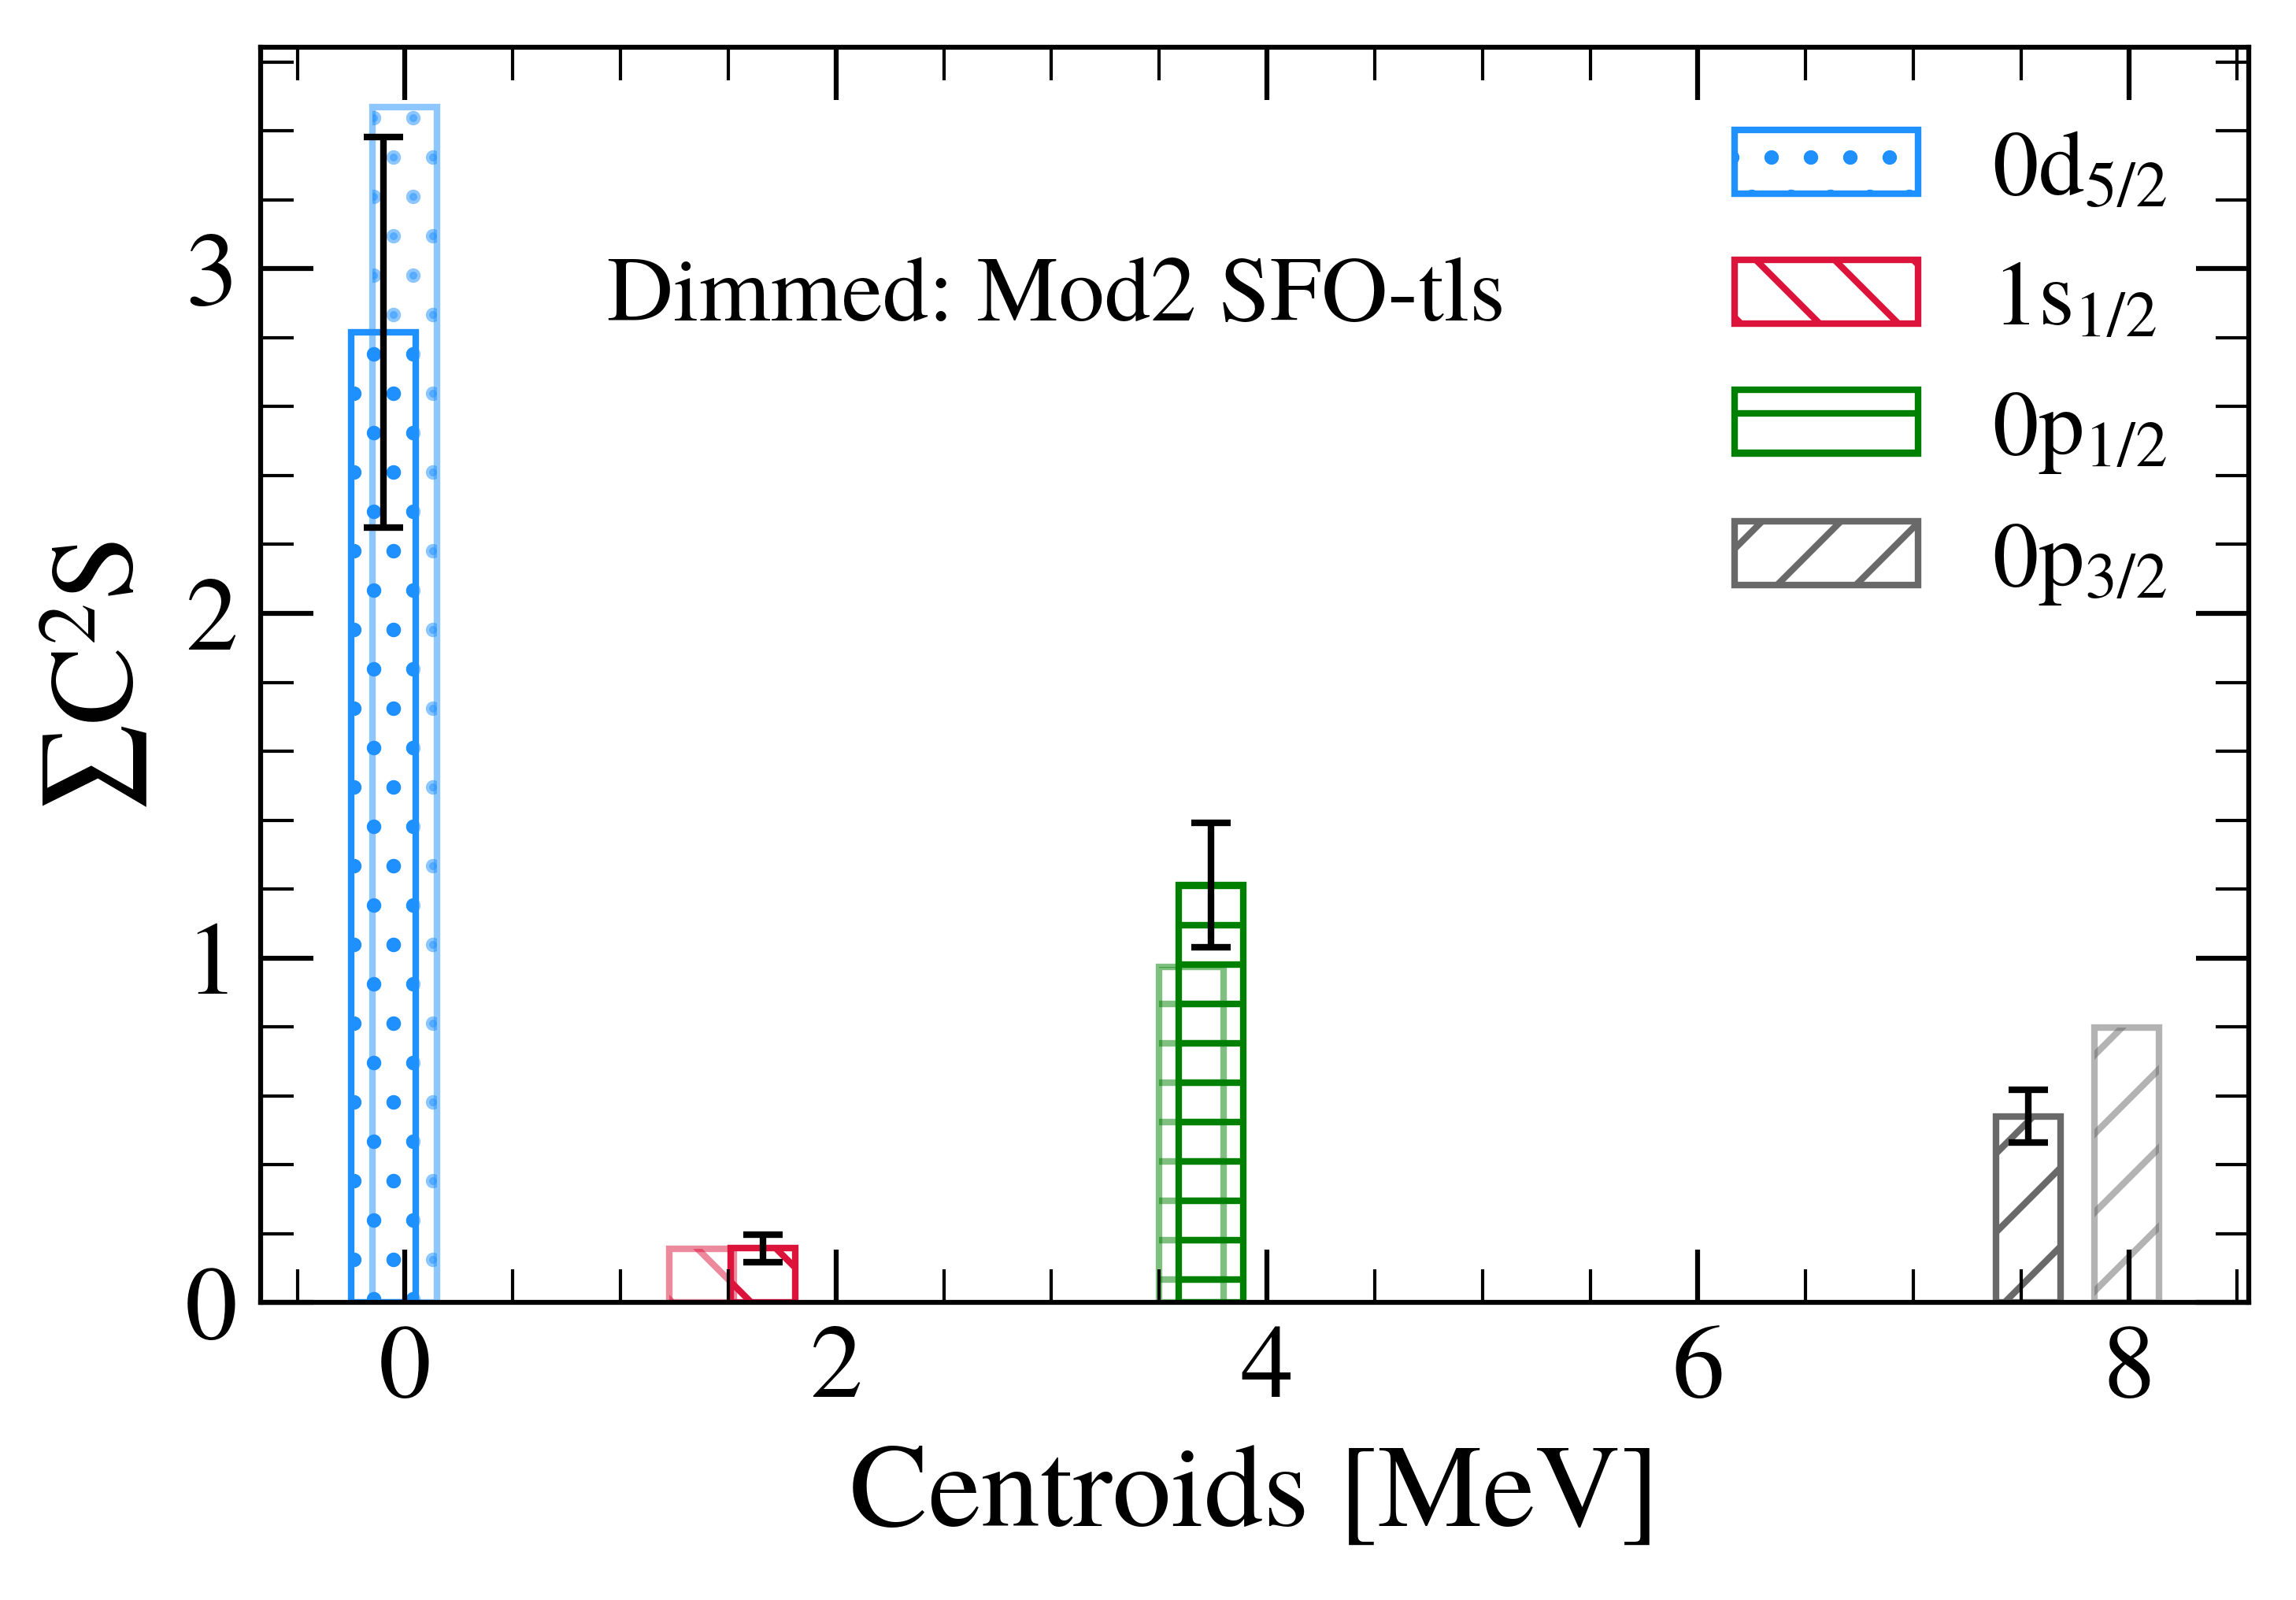 0d5/2
1s1/2
Dimmed: Mod2 SFO-tls
0p1/2
0p3/2
ΣC²S
3
2
1
0
0 2 4 6 8
Centroids [MeV]